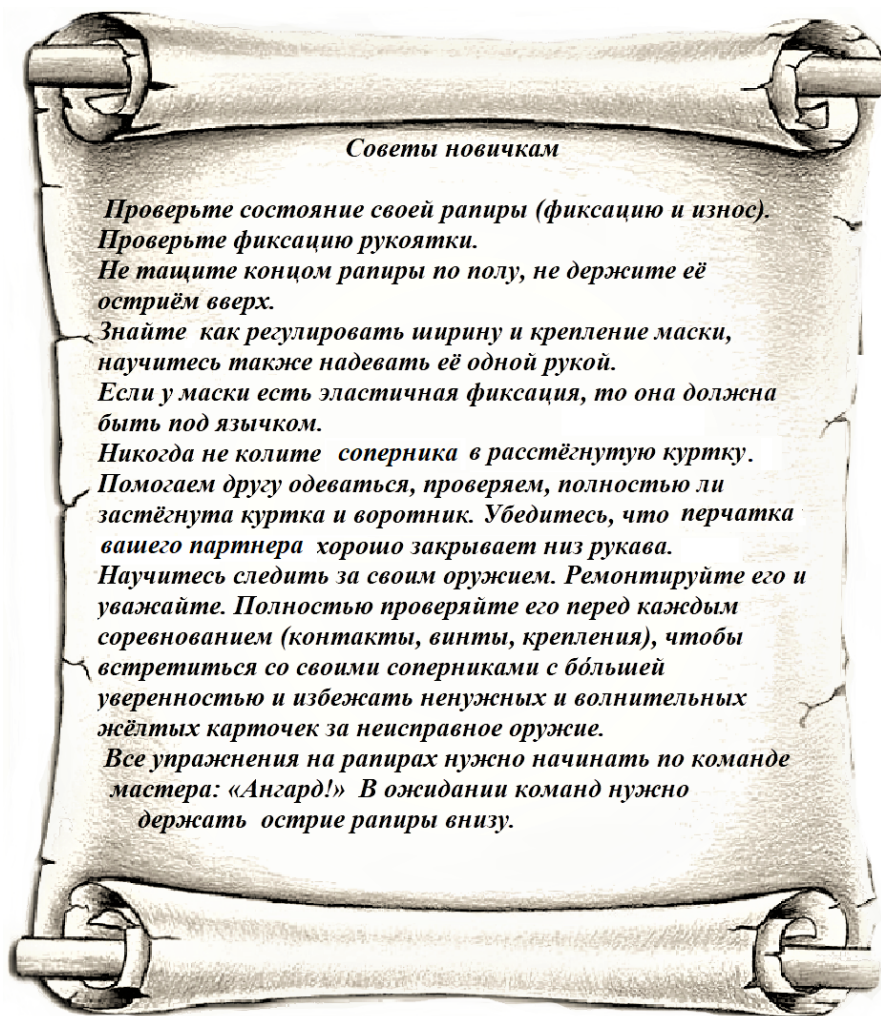 Советы новичкам
Проверьте состояние своей рапиры (фиксацию и износ).
Проверьте фиксацию рукоятки.
Не тащите концом рапиры по полу, не держите её
остриём вверх.
Знайте как регулировать ширину и крепление маски,
научитесь также надевать её одной рукой.
Если у маски есть эластичная фиксация, то она должна
быть под язычком.
Никогда не колите соперника в расстёгнутую куртку.
Помогаем другу одеваться, проверяем, полностью ли
застёгнута куртка и воротник. Убедитесь, что перчатка
вашего партнера хорошо закрывает низ рукава.
Научитесь следить за своим оружием. Ремонтируйте его и
уважайте. Полностью проверяйте его перед каждым
соревнованием (контакты, винты, крепления), чтобы
встретиться со своими соперниками с бо́льшей
уверенностью и избежать ненужных и волнительных
жёлтых карточек за неисправное оружие.
Все упражнения на рапирах нужно начинать по команде
мастера: «Ангард!» В ожидании команд нужно
держать острие рапиры внизу.